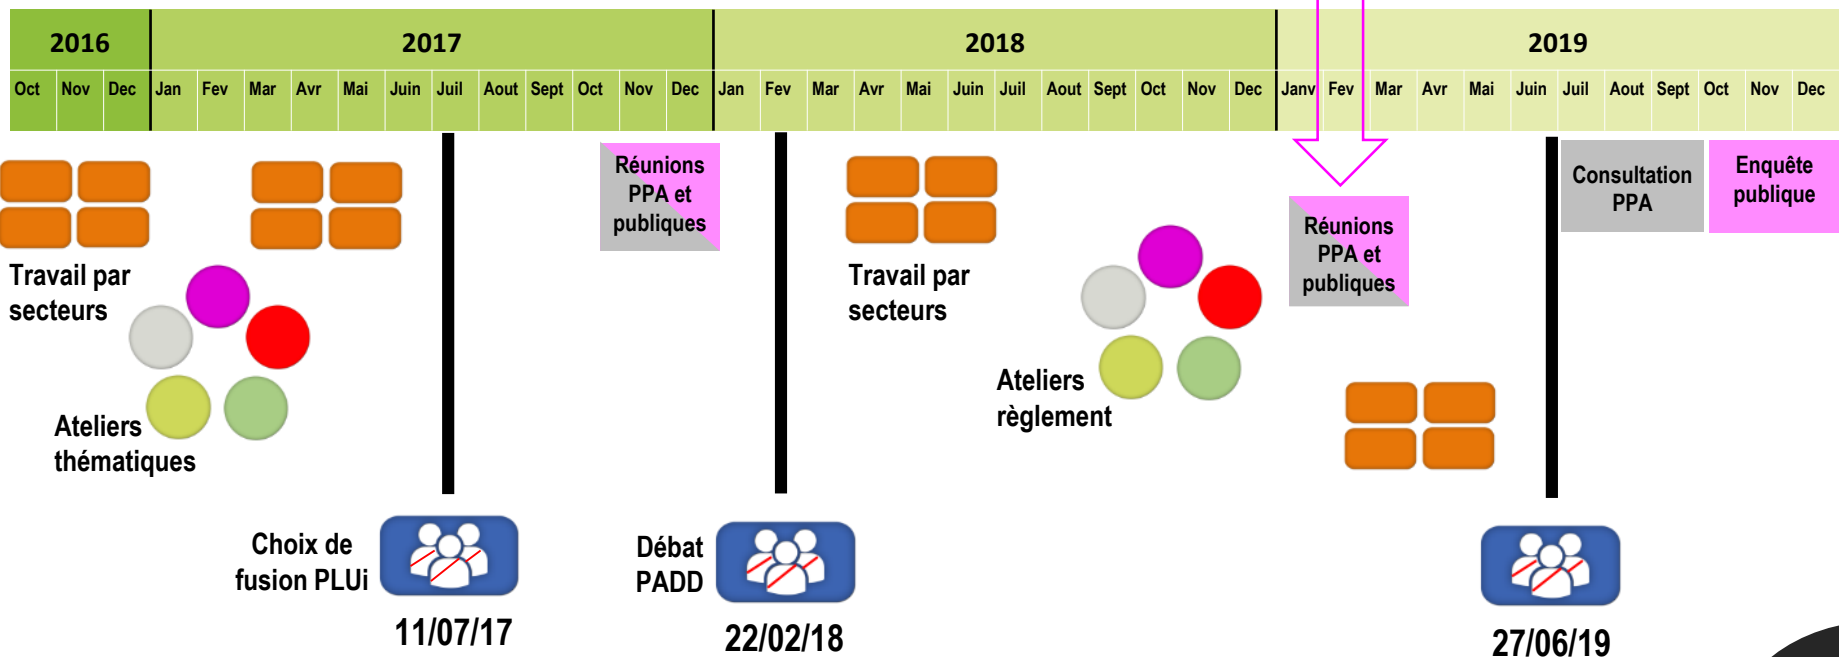 2016 2017 2018 2019
Oct Nov Dec Jan Fev Mar Avr Mai Juin Juil Aout Sept Oct Nov Dec Jan Fev Mar Avr Mai Juin Juil Aout Sept Oct Nov Dec Janv Fev Mar Avr Mai Juin Juil Aout Sept Oct Nov Dec
Travail par
secteurs
Ateliers
thématiques
Réunions
PPA et
publiques
Travail par
secteurs
Ateliers
règlement
Réunions
PPA et
publiques
Consultation
PPA
Enquête
publique
Choix de
fusion PLUi
11/07/17
Débat
PADD
22/02/18
27/06/19